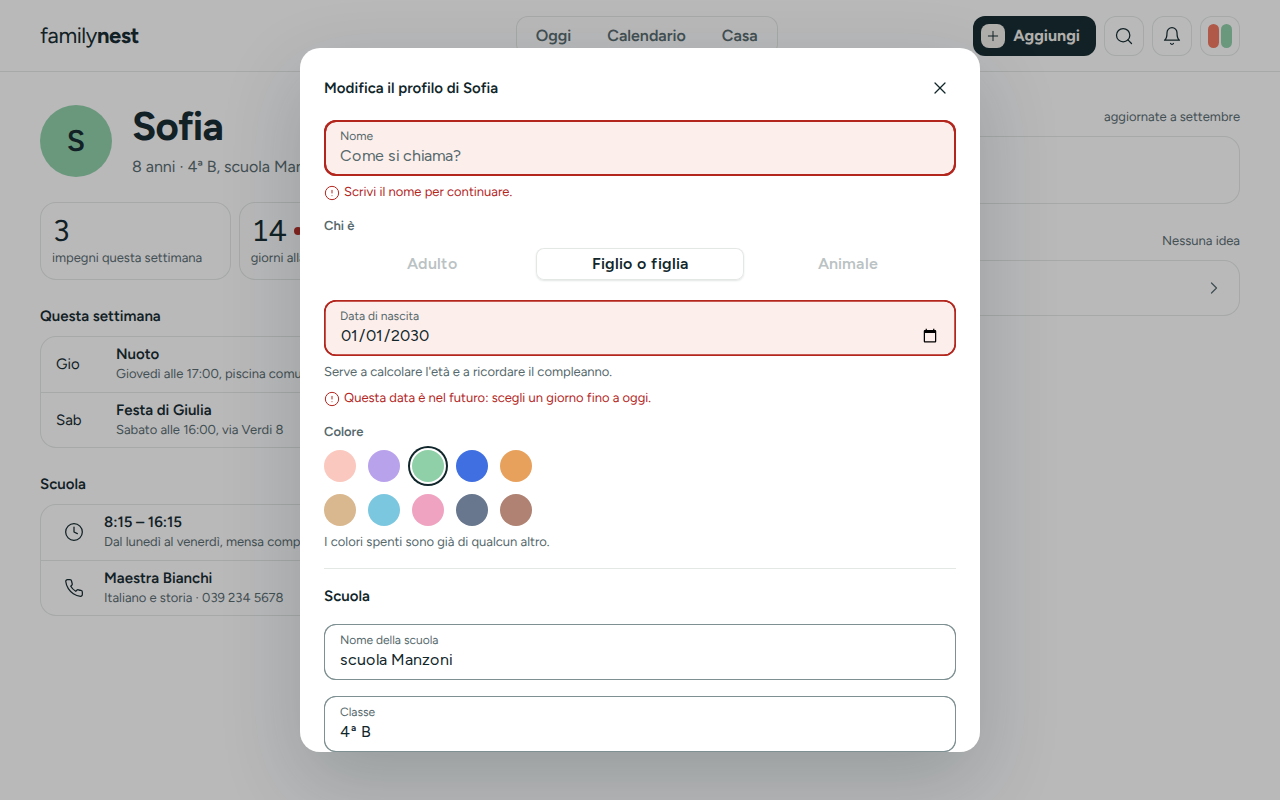 familynest
Oggi Calendario Casa
Aggiungi
S
Sofia
8 anni · 4ª B, scuola Mar
aggiornate a settembre
3
impegni questa settimana
14
giorni all
Nessuna idea
Questa settimana
Gio
Nuoto
Giovedì alle 17:00, piscina comu
Sab
Festa di Giulia
Sabato alle 16:00, via Verdi 8
Scuola
8:15 – 16:15
Dal lunedì al venerdì, mensa comp
Maestra Bianchi
Italiano e storia · 039 234 5678
Modifica il profilo di Sofia
Nome
Come si chiama?
Scrivi il nome per continuare.
Chi è
Adulto Figlio o figlia Animale
Data di nascita
01/01/2030
Serve a calcolare l'età e a ricordare il compleanno.
Questa data è nel futuro: scegli un giorno fino a oggi.
Colore
I colori spenti sono già di qualcun altro.
Scuola
Nome della scuola
scuola Manzoni
Classe
4ª B